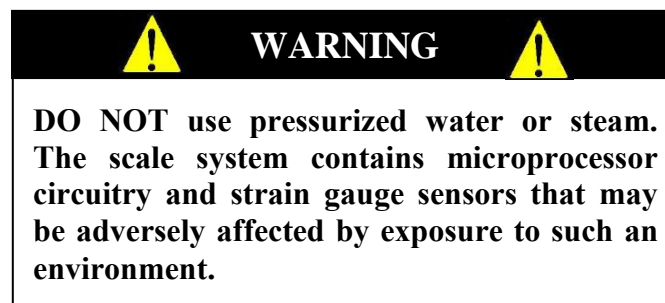 WARNING
DO NOT use pressurized water or steam.
The scale system contains microprocessor
circuitry and strain gauge sensors that may
be adversely affected by exposure to such an
environment.